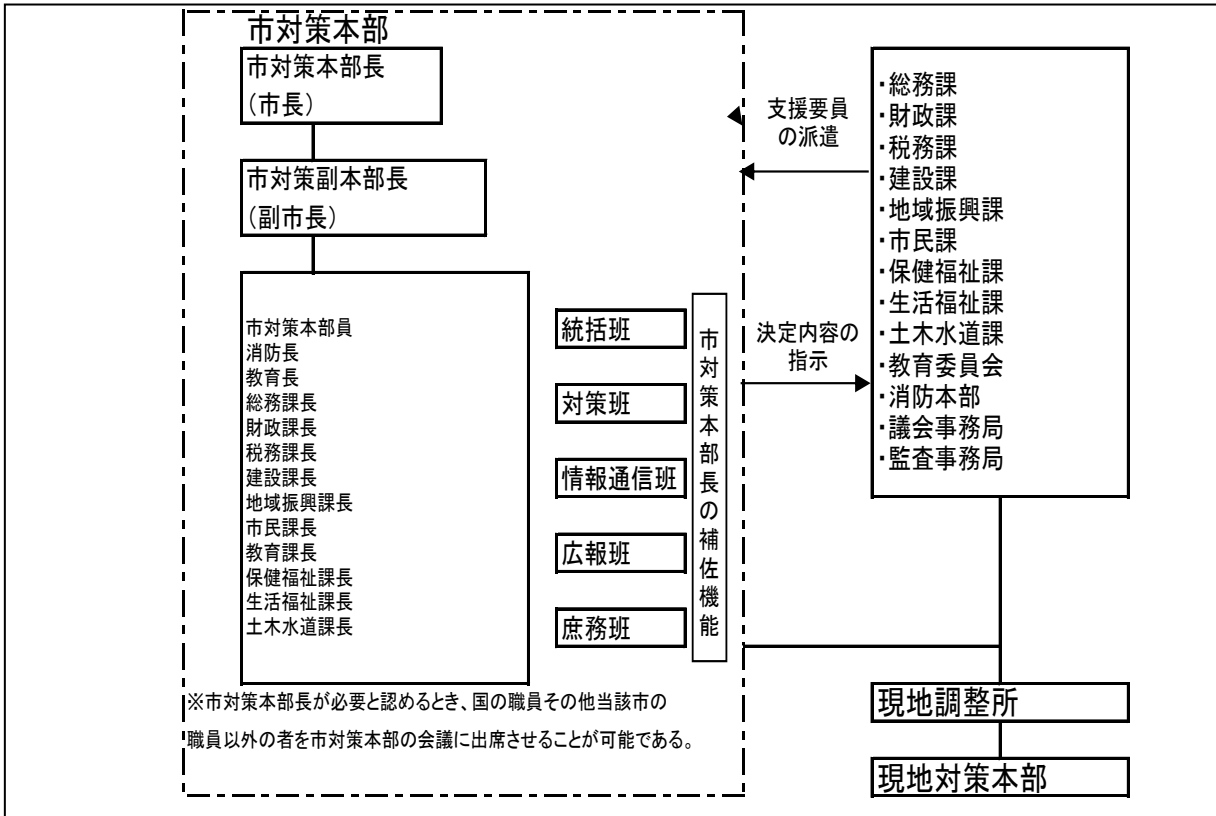 市対策本部
市対策本部長
(市長)
市対策副本部長
(副市長)
市対策本部員
消防長
教育長
総務課長
財政課長
税務課長
建設課長
地域振興課長
市民課長
教育課長
保健福祉課長
生活福祉課長
土木水道課長
統括班
対策班
情報通信班
広報班
庶務班
市対策本部長の補佐機能
※市対策本部長が必要と認めるとき、国の職員その他当該市の
職員以外の者を市対策本部の会議に出席させることが可能である。
支援要員
の派遣
決定内容の
指示
・総務課
・財政課
・税務課
・建設課
・地域振興課
・市民課
・保健福祉課
・生活福祉課
・土木水道課
・教育委員会
・消防本部
・議会事務局
・監査事務局
現地調整所
現地対策本部